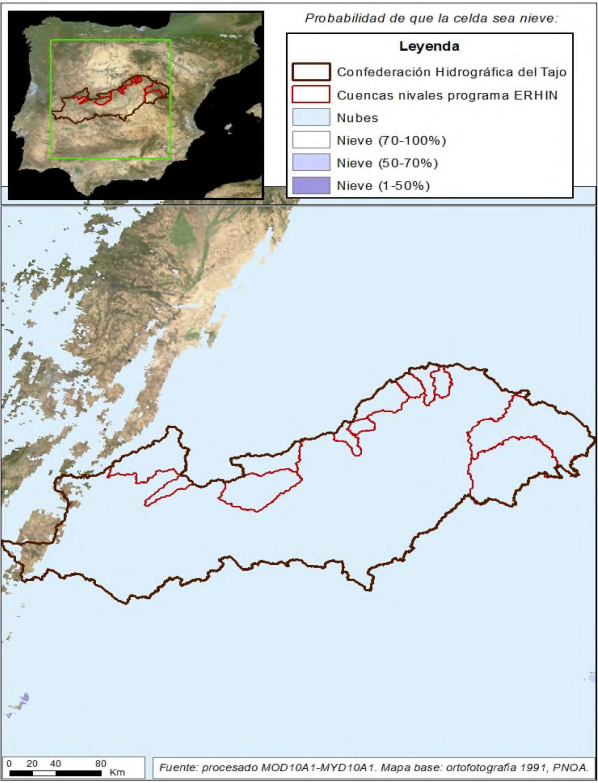 Probabilidad de que la celda sea nieve:
Leyenda
Confederación Hidrográfica del Tajo
Cuencas nivales programa ERHIN
Nubes
Nieve (70-100%)
Nieve (50-70%)
Nieve (1-50%)
0 20 40 80
Km
Fuente: procesado MOD10A1-MYD10A1. Mapa base: ortofotografía 1991, PNOA.